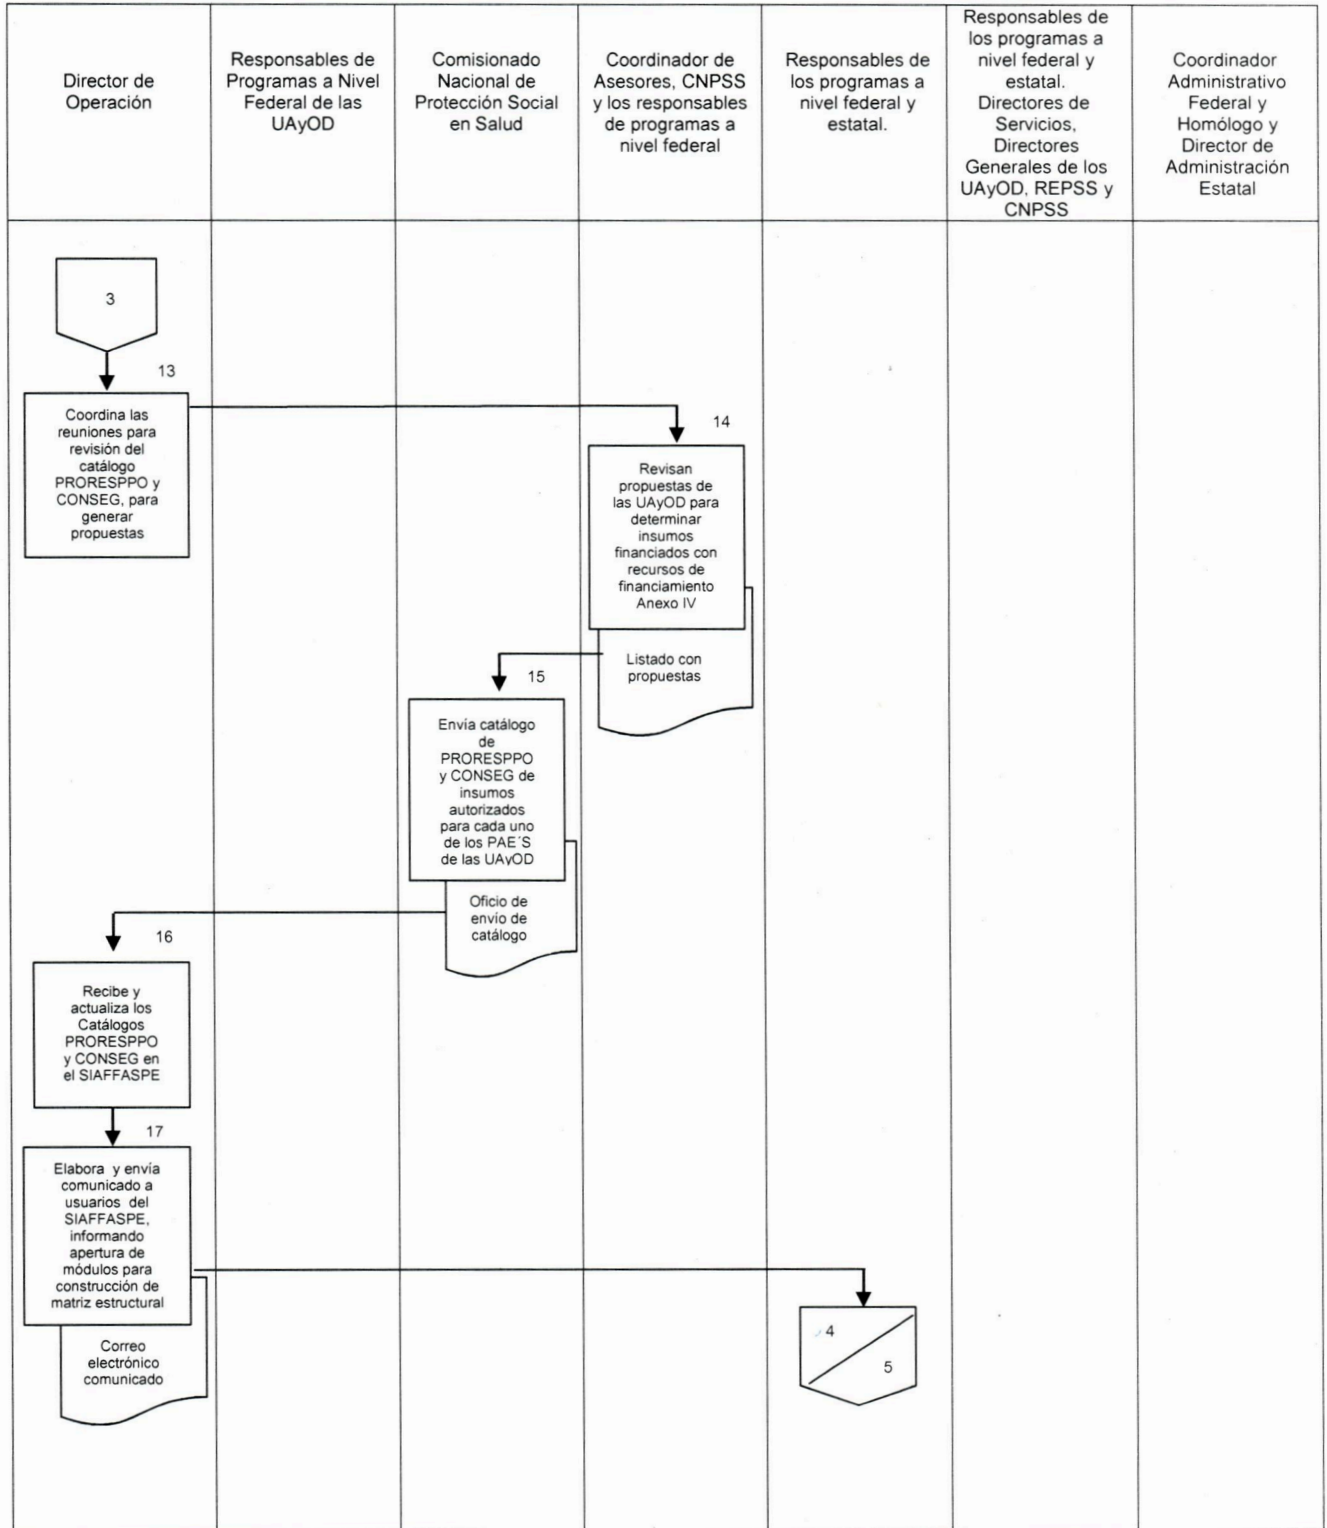 Director de
Operación
Responsables de
Programas a Nivel
Federal de las
UAyOD
Comisionado
Nacional de
Protección Social
en Salud
Coordinador de
Asesores, CNPSS
y los responsables
de programas a
nivel federal
Responsables de
los programas a
nivel federal y
estatal.
Responsables de
los programas a
nivel federal y
estatal.
Directores de
Servicios,
Directores
Generales de los
UAyOD, REPSS y
CNPSS
Coordinador
Administrativo
Federal y
Homólogo y
Director de
Administración
Estatal
3
13
Coordina las
reuniones para
revisión del
catálogo
PRORESPPO y
CONSEG, para
generar
propuestas
14
Revisan
propuestas de
las UAyOD para
determinar
insumos
financiados con
recursos de
financiamiento
Anexo IV
Listado con
propuestas
15
Envía catálogo
de
PRORESPPO
y CONSEG de
insumos
autorizados
para cada uno
de los PAE´S
de las UAyOD
Oficio de
envío de
catálogo
16
Recibe y
actualiza los
Catálogos
PRORESPPO
y CONSEG en
el SIAFFASPE
17
Elabora y envía
comunicado a
usuarios del
SIAFFASPE,
informando
apertura de
módulos para
construcción de
matriz estructural
Correo
electrónico
comunicado
4
5